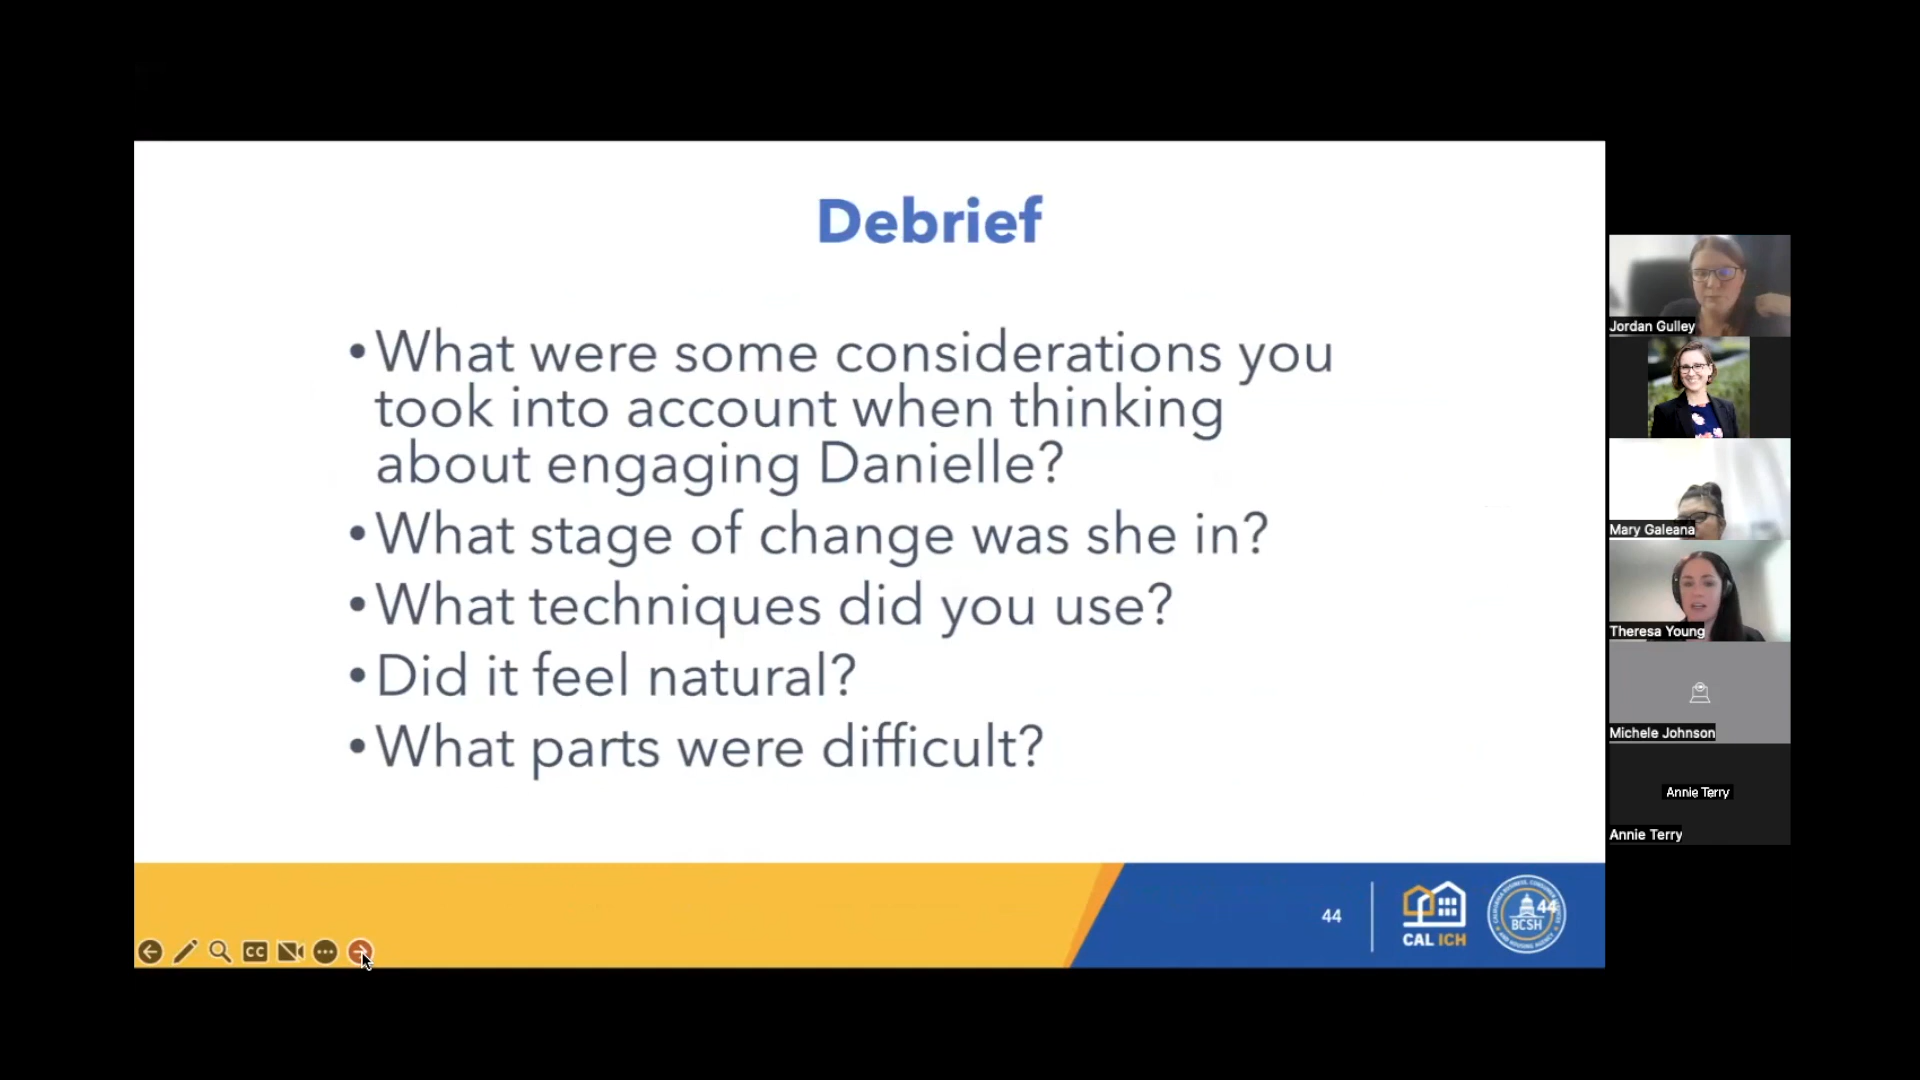 Debrief
•What were some considerations you
took into account when thinking
about engaging Danielle?
•What stage of change was she in?
•What techniques did you use?
•Did it feel natural?
•What parts were difficult?
44
CAL ICH
44
BCSH
CC
Jordan Gulley
Mary Galeana
Theresa Young
Michele Johnson
Annie Terry
Annie Terry